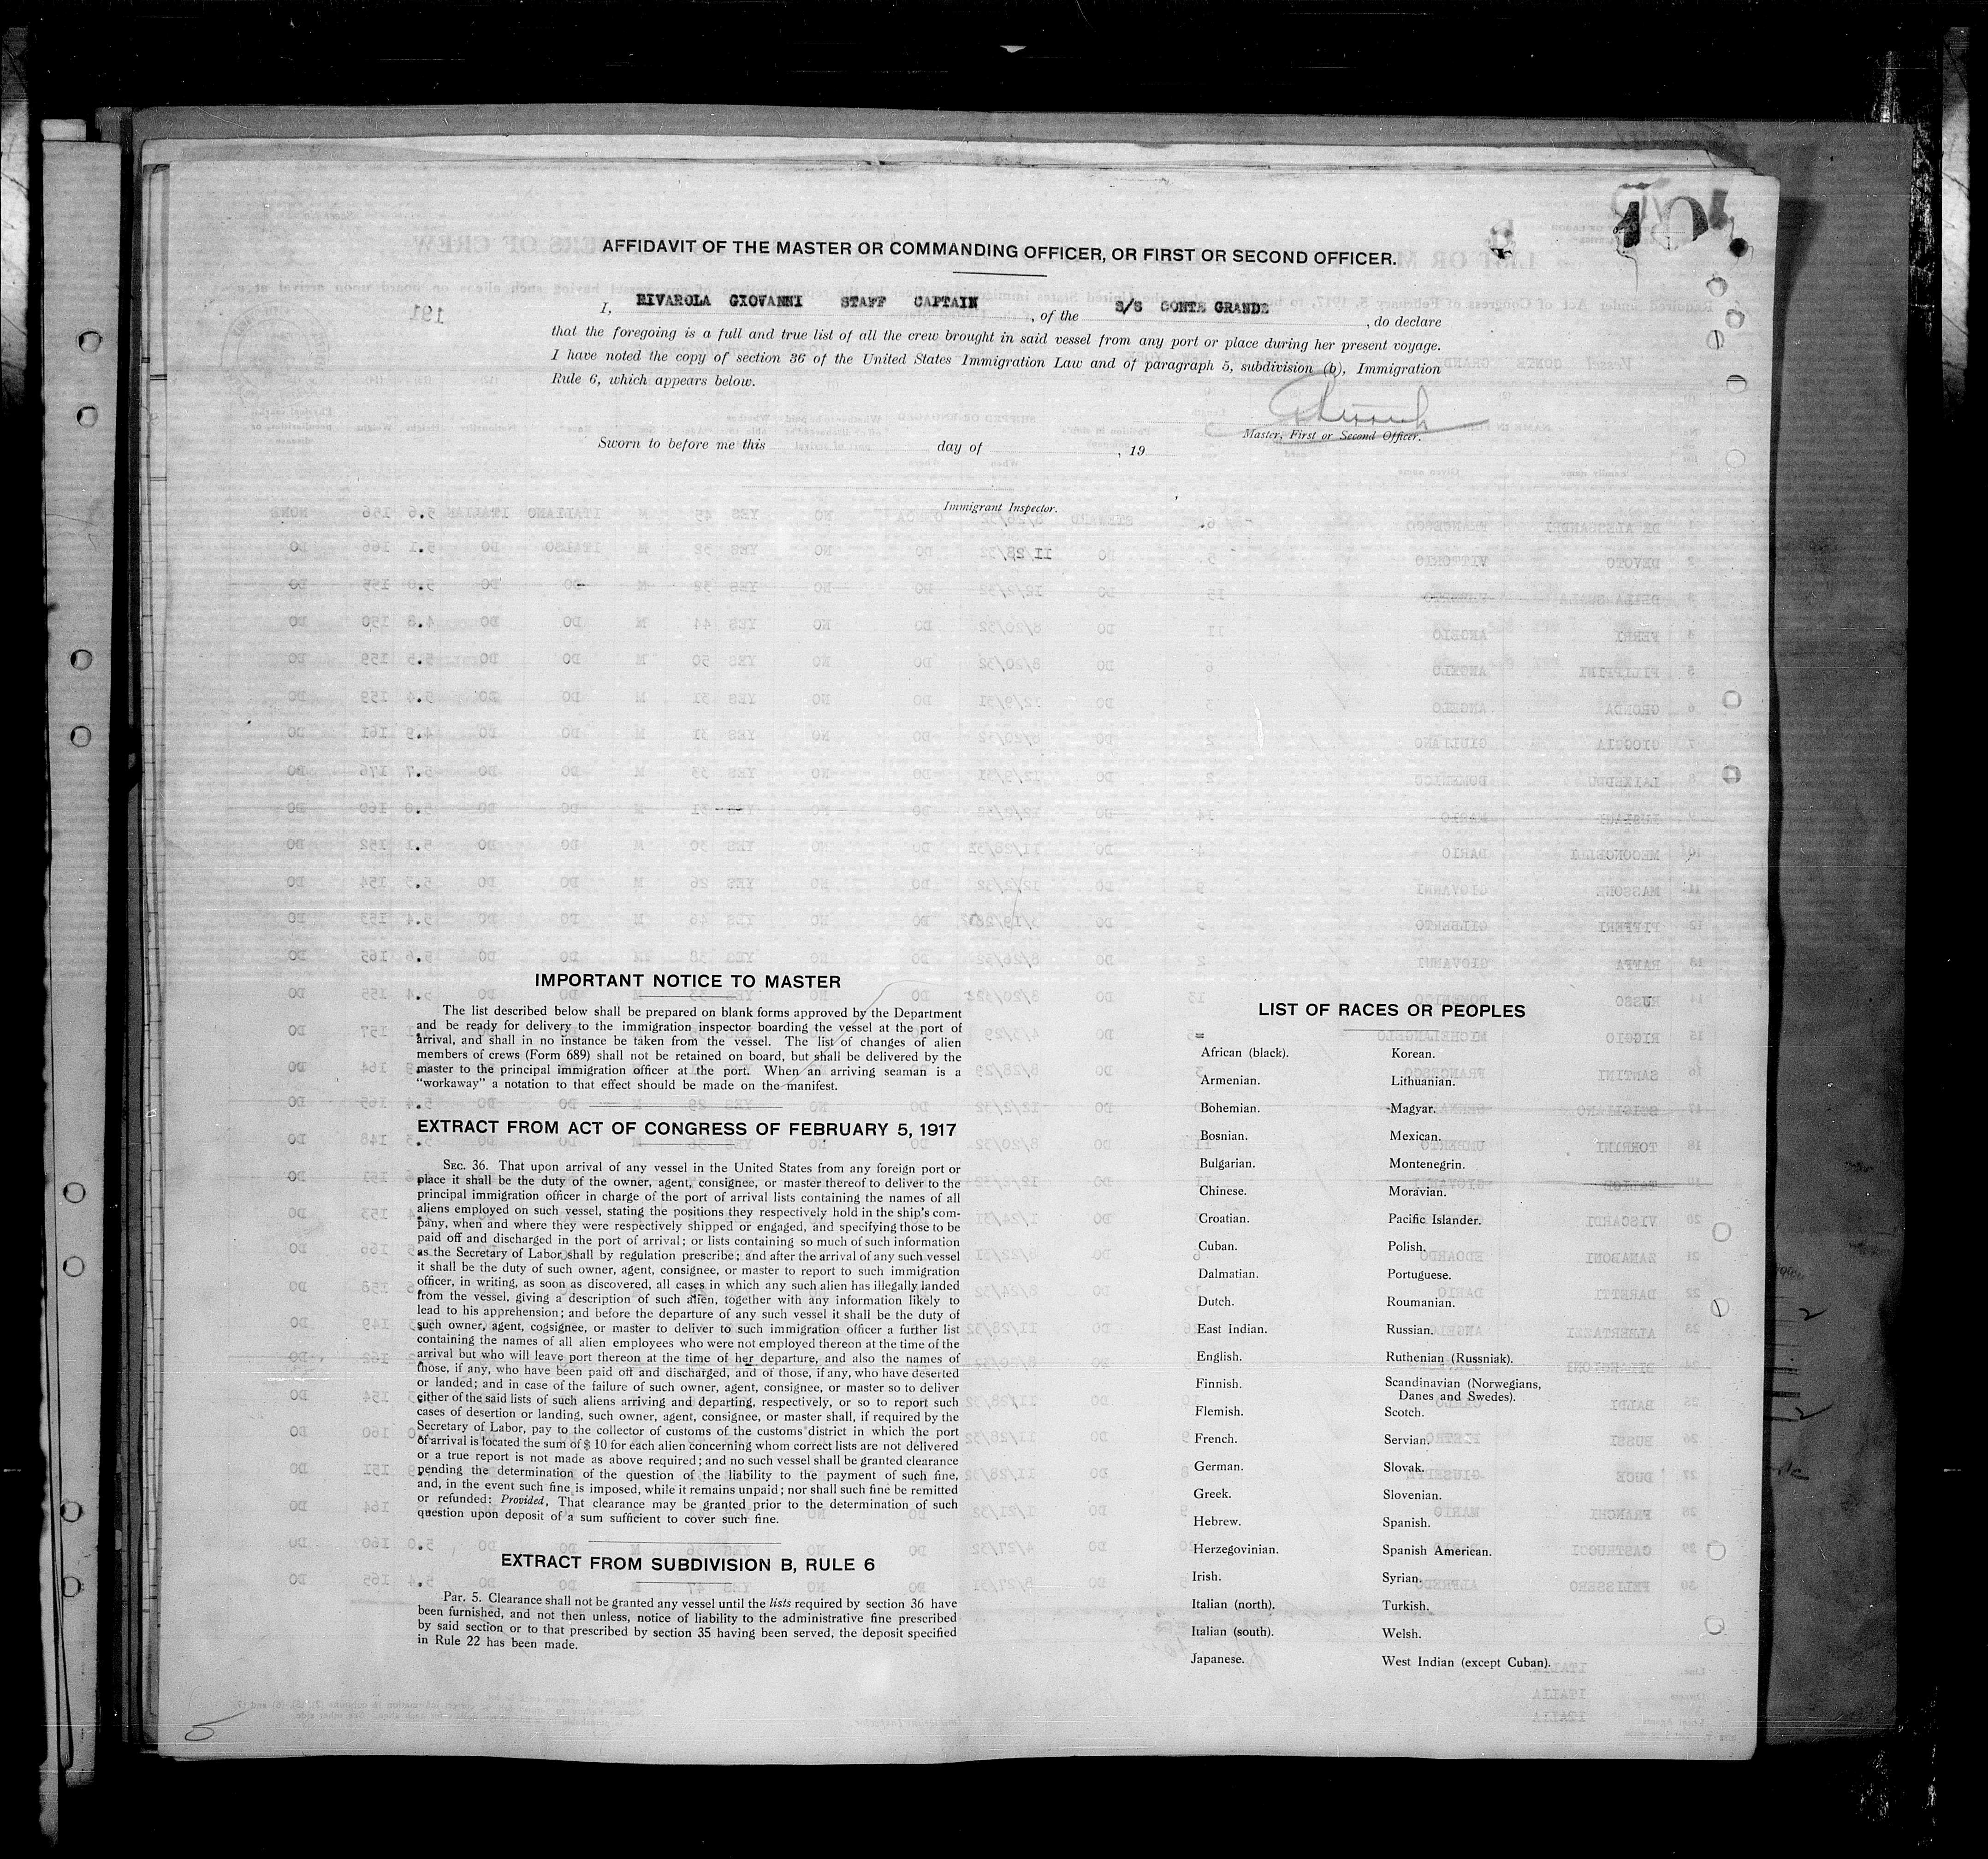 AFFIDAVIT OF THE MASTER OR COMMANDING OFFICER, OR FIRST OR SECOND OFFICER.
I, RIVAROLA GIOVANNI STAFF CAPTAIN, of the S/S CONTE GRANDE, do declare
that the foregoing is a full and true list of all the crew brought in said vessel from any port or place during her present voyage.
I have noted the copy of section 36 of the United States Immigration Law and of paragraph 5, subdivision (b), Immigration
Rule 6, which appears below.
Master, First or Second Officer.
Sworn to before me this day of , 19
Immigrant Inspector.
IMPORTANT NOTICE TO MASTER
The list described below shall be prepared on blank forms approved by the Department
and be ready for delivery to the immigration inspector boarding the vessel at the port of
arrival, and shall in no instance be taken from the vessel. The list of changes of alien
members of crews (Form 689) shall not be retained on board, but shall be delivered by the
master to the principal immigration officer at the port. When an arriving seaman is a
"workaway" a notation to that effect should be made on the manifest.
EXTRACT FROM ACT OF CONGRESS OF FEBRUARY 5, 1917
SEC. 36. That upon arrival of any vessel in the United States from any foreign port or
place it shall be the duty of the owner, agent, consignee, or master thereof to deliver to the
principal immigration officer in charge of the port of arrival lists containing the names of all
aliens employed on such vessel, stating the positions they respectively hold in the ship's com-
pany, when and where they were respectively shipped or engaged, and specifying those to be
paid off and discharged in the port of arrival; or lists containing so much of such information
as the Secretary of Labor shall by regulation prescribe; and after the arrival of any such vessel
it shall be the duty of such owner, agent, consignee, or master to report to such immigration
officer, in writing, as soon as discovered, all cases in which any such alien has illegally landed
from the vessel, giving a description of such alien, together with any information likely to
lead to his apprehension; and before the departure of any such vessel it shall be the duty of
such owner, agent, cogsignee, or master to deliver to such immigration officer a further list
containing the names of all alien employees who were not employed thereon at the time of the
arrival but who will leave port thereon at the time of her departure, and also the names of
those, if any, who have been paid off and discharged, and of those, if any, who have deserted
or landed; and in case of the failure of such owner, agent, consignee, or master so to deliver
either of the said lists of such aliens arriving and departing, respectively, or so to report such
cases of desertion or landing, such owner, agent, consignee, or master shall, if required by the
Secretary of Labor, pay to the collector of customs of the customs district in which the port
of arrival is located the sum of $ 10 for each alien concerning whom correct lists are not delivered
or a true report is not made as above required; and no such vessel shall be granted clearance
pending the determination of the question of the liability to the payment of such fine,
and, in the event such fine is imposed, while it remains unpaid; nor shall such fine be remitted
or refunded: Provided, That clearance may be granted prior to the determination of such
question upon deposit of a sum sufficient to cover such fine.
EXTRACT FROM SUBDIVISION B, RULE 6
Par. 5. Clearance shall not be granted any vessel until the lists required by section 36 have
been furnished, and not then unless, notice of liability to the administrative fine prescribed
by said section or to that prescribed by section 35 having been served, the deposit specified
in Rule 22 has been made.
LIST OF RACES OR PEOPLES
African (black).
Armenian.
Bohemian.
Bosnian.
Bulgarian.
Chinese.
Croatian.
Cuban.
Dalmatian.
Dutch.
East Indian.
English.
Finnish.
Flemish.
French.
German.
Greek.
Hebrew.
Herzegovinian.
Irish.
Italian (north).
Italian (south).
Japanese.
Korean.
Lithuanian.
Magyar.
Mexican.
Montenegrin.
Moravian.
Pacific Islander.
Polish.
Portuguese.
Roumanian.
Russian.
Ruthenian (Russniak).
Scandinavian (Norwegians,
Danes and Swedes).
Scotch.
Servian.
Slovak.
Slovenian.
Spanish.
Spanish American.
Syrian.
Turkish.
Welsh.
West Indian (except Cuban).
5